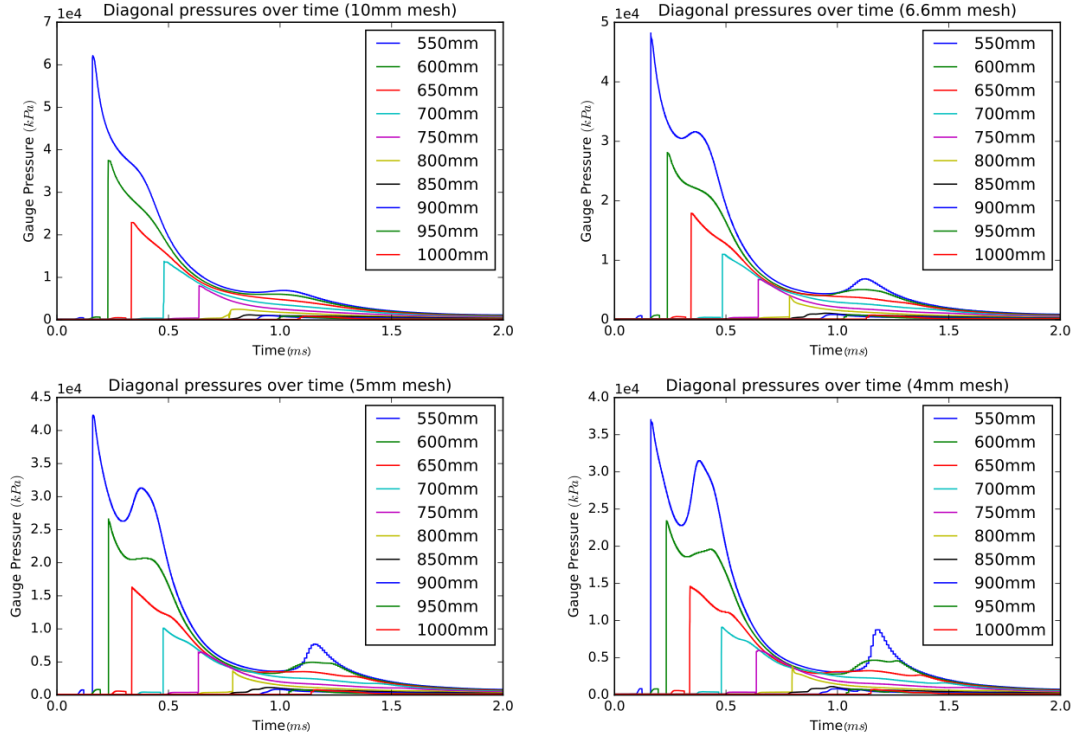 Diagonal pressures over time (10mm mesh)
1e4
7
6
5
4
3
2
1
0
Gauge Pressure (kPa)
0.0 0.5 1.0 1.5 2.0
Time(ms)
550mm
600mm
650mm
700mm
750mm
800mm
850mm
900mm
950mm
1000mm
Diagonal pressures over time (6.6mm mesh)
1e4
5
4
3
2
1
0
Gauge Pressure (kPa)
0.0 0.5 1.0 1.5 2.0
Time(ms)
550mm
600mm
650mm
700mm
750mm
800mm
850mm
900mm
950mm
1000mm
Diagonal pressures over time (5mm mesh)
1e4
4.5
4.0
3.5
3.0
2.5
2.0
1.5
1.0
0.5
0.0
Gauge Pressure (kPa)
0.0 0.5 1.0 1.5 2.0
Time(ms)
550mm
600mm
650mm
700mm
750mm
800mm
850mm
900mm
950mm
1000mm
Diagonal pressures over time (4mm mesh)
1e4
4.0
3.5
3.0
2.5
2.0
1.5
1.0
0.5
0.0
Gauge Pressure (kPa)
0.0 0.5 1.0 1.5 2.0
Time(ms)
550mm
600mm
650mm
700mm
750mm
800mm
850mm
900mm
950mm
1000mm